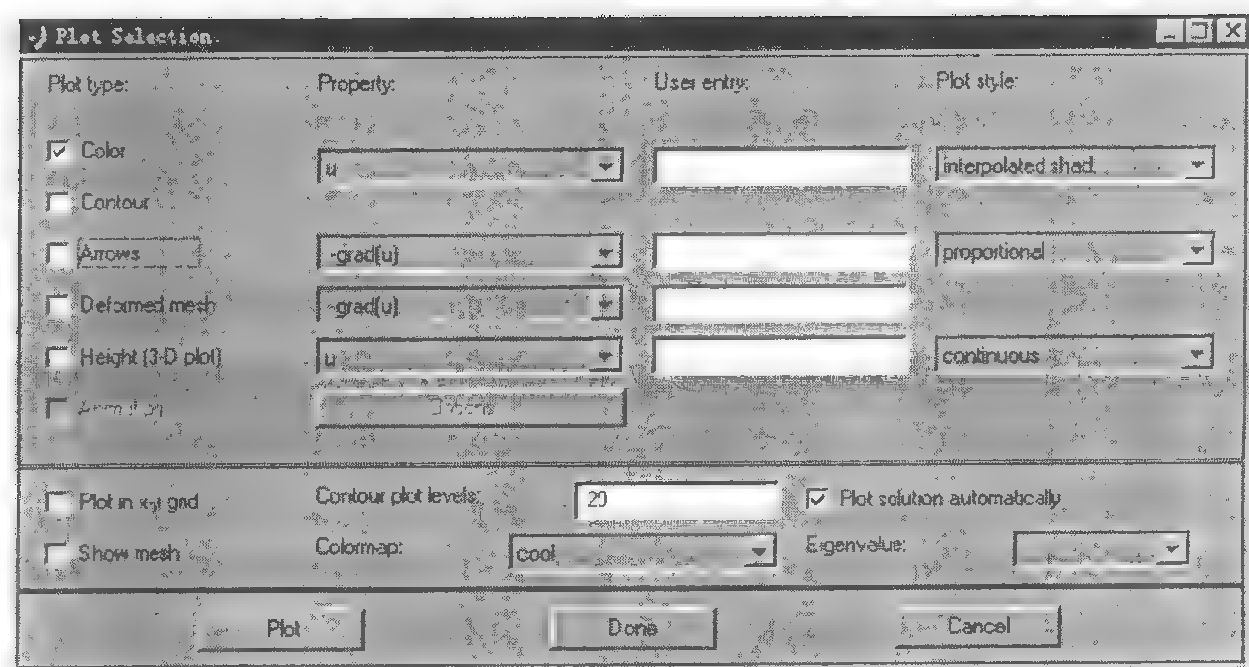 Plot Selection
Plot type: Property: User entry: Plot style:
Color u interpolated shad.
Contour
Arrows -grad(u) proportional
Deformed mesh -grad(u)
Height (3-D plot) u continuous
Animation
Plot in x-y grid Contour plot levels: 20 Plot solution automatically
Show mesh Colormap: cool Eigenvalue:
Plot Done Cancel